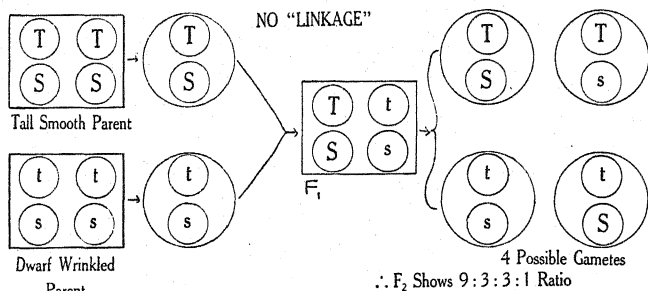 NO “LINKAGE”
T T
S S
T
S
Tall Smooth Parent
t t
s s
t
s
Dwarf Wrinkled
Parent
T t
S s
F₁
T
S
T
s
t
s
t
S
4 Possible Gametes
∴ F₂ Shows 9 : 3 : 3 : 1 Ratio